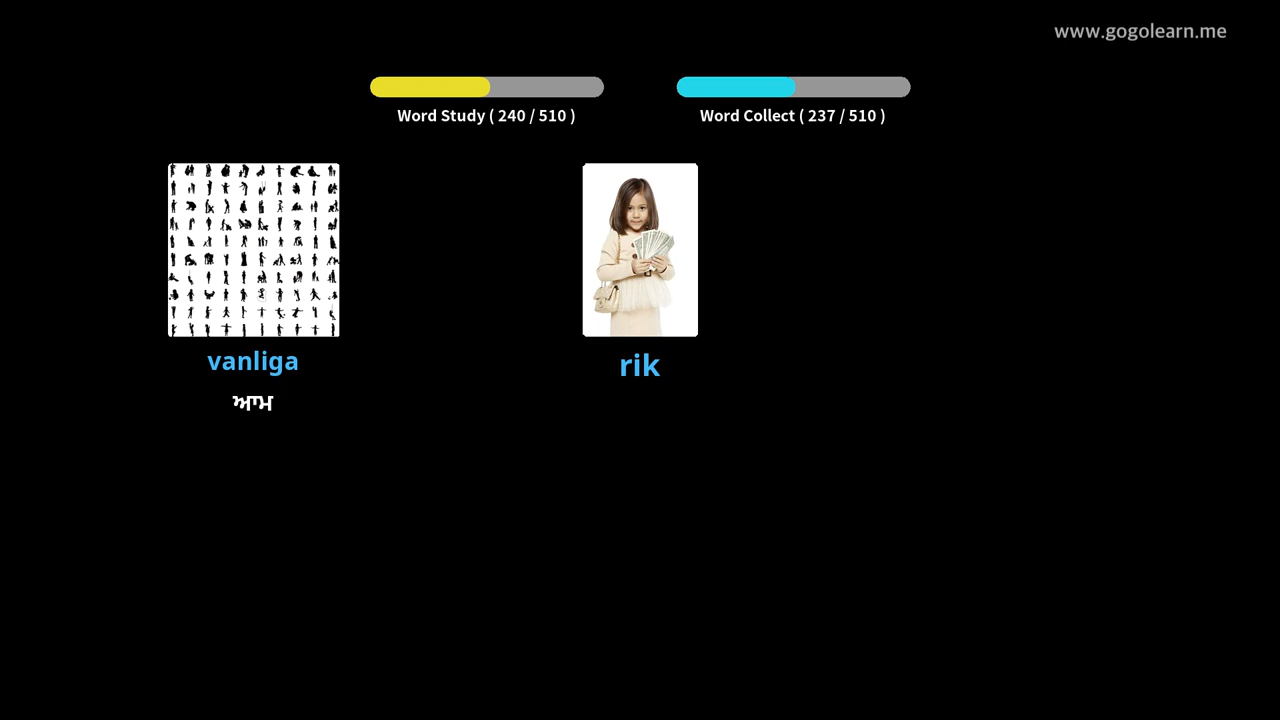 www.gogolearn.me
Word Study ( 240 / 510 )
Word Collect ( 237 / 510 )
vanliga
ਆਮ
rik